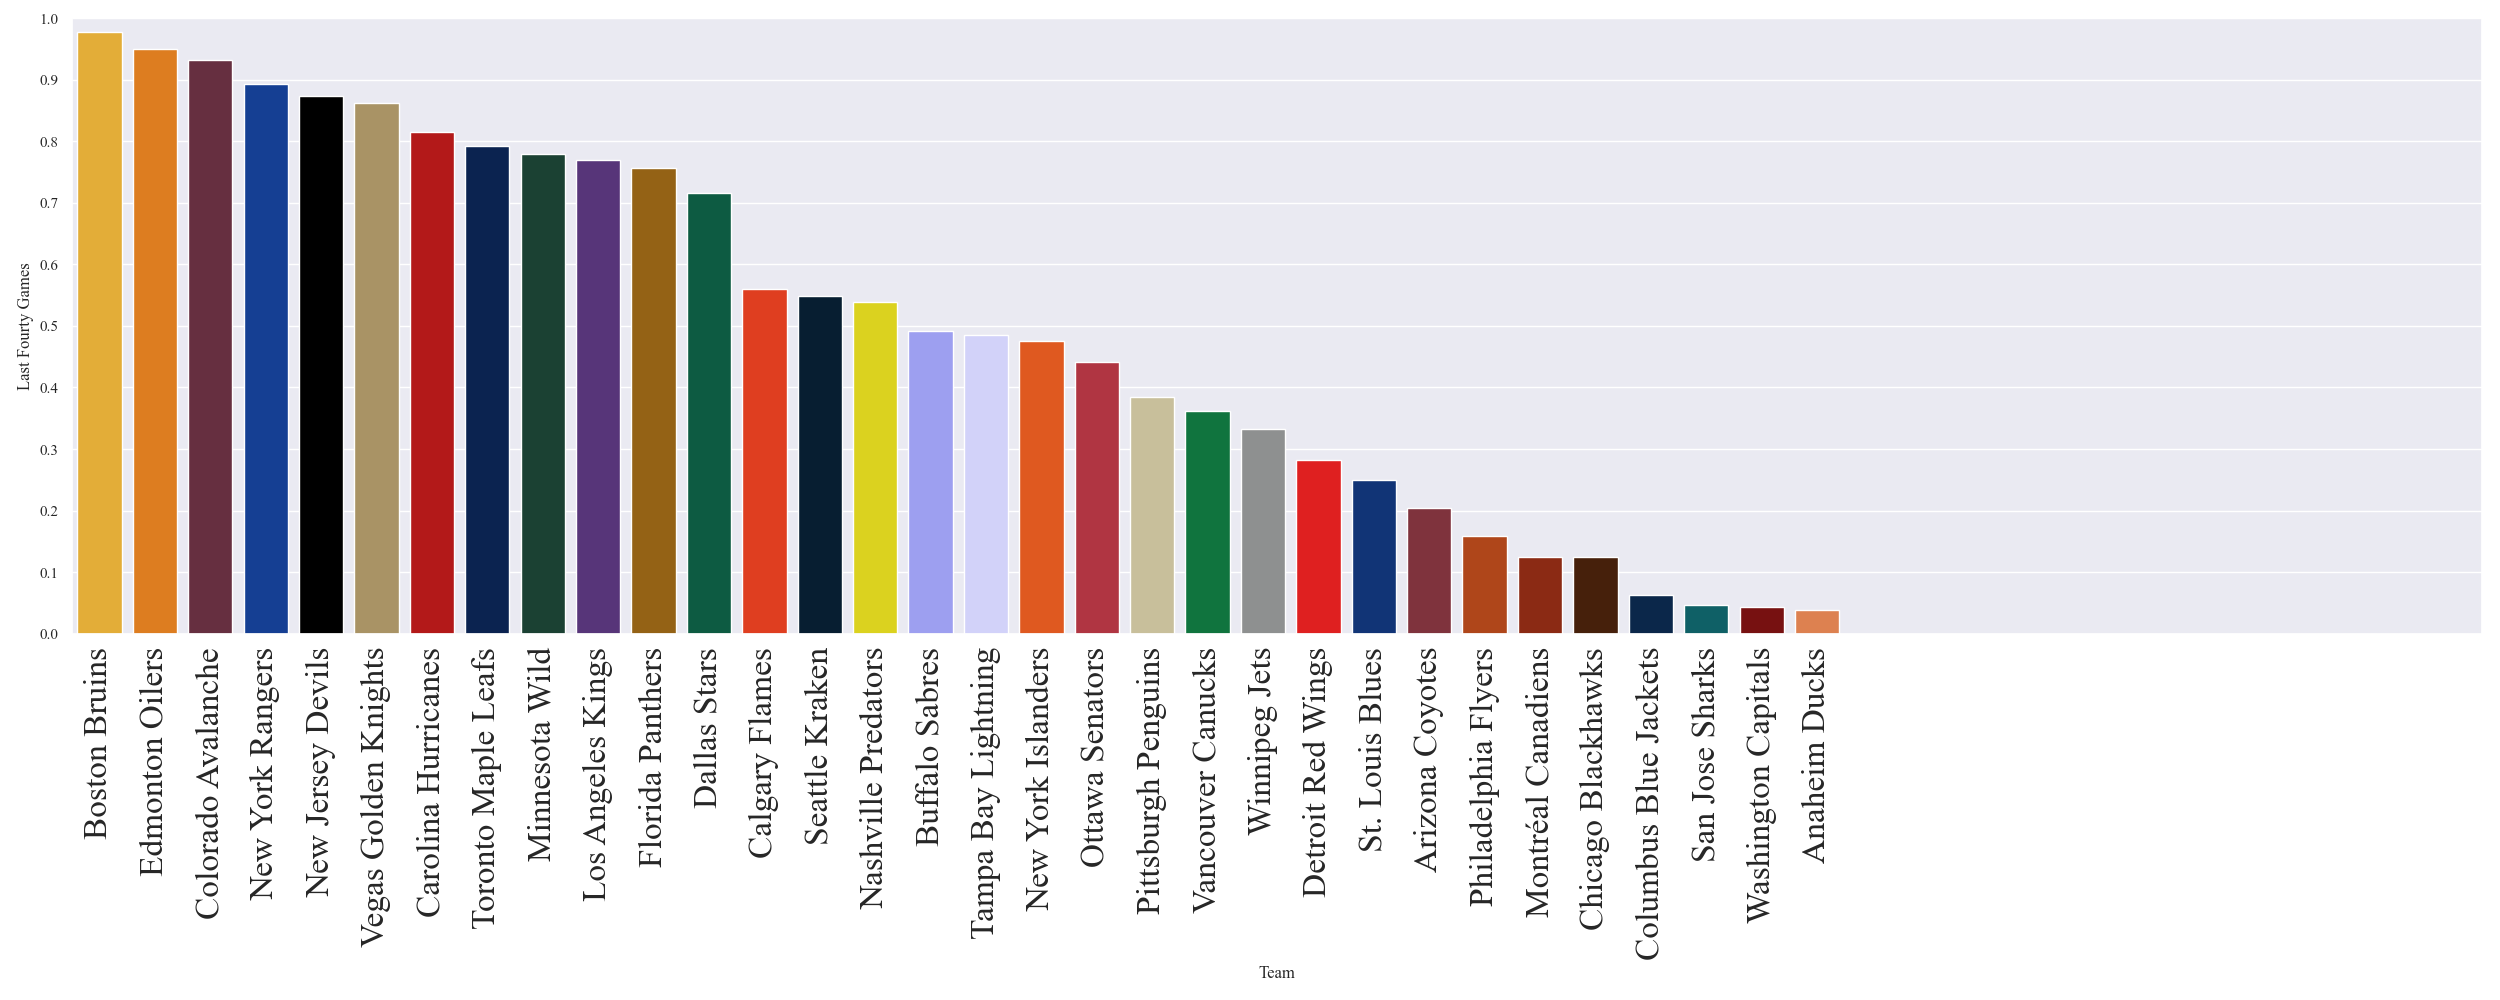 1.0
0.9
0.8
0.7
0.6
0.5
0.4
0.3
0.2
0.1
0.0
Last Fourty Games
Boston Bruins
Edmonton Oilers
Colorado Avalanche
New York Rangers
New Jersey Devils
Vegas Golden Knights
Carolina Hurricanes
Toronto Maple Leafs
Minnesota Wild
Los Angeles Kings
Florida Panthers
Dallas Stars
Calgary Flames
Seattle Kraken
Nashville Predators
Buffalo Sabres
Tampa Bay Lightning
New York Islanders
Ottawa Senators
Pittsburgh Penguins
Vancouver Canucks
Winnipeg Jets
Detroit Red Wings
St. Louis Blues
Arizona Coyotes
Philadelphia Flyers
Montréal Canadiens
Chicago Blackhawks
Columbus Blue Jackets
San Jose Sharks
Washington Capitals
Anaheim Ducks
Team